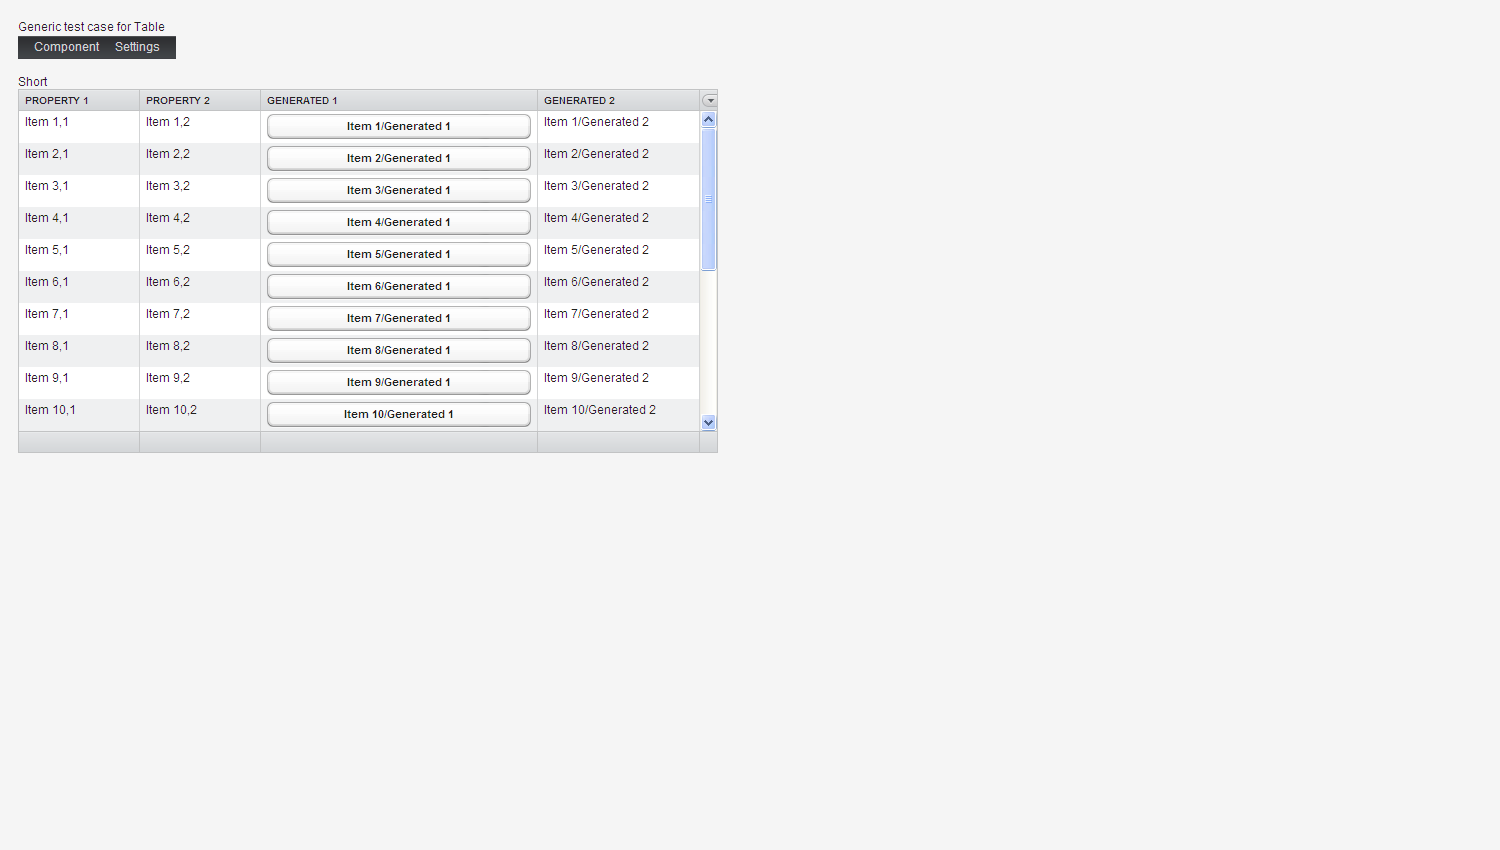 Generic test case for Table
Component Settings
Short
PROPERTY 1 PROPERTY 2 GENERATED 1 GENERATED 2
Item 1,1 Item 1,2 Item 1/Generated 1 Item 1/Generated 2
Item 2,1 Item 2,2 Item 2/Generated 1 Item 2/Generated 2
Item 3,1 Item 3,2 Item 3/Generated 1 Item 3/Generated 2
Item 4,1 Item 4,2 Item 4/Generated 1 Item 4/Generated 2
Item 5,1 Item 5,2 Item 5/Generated 1 Item 5/Generated 2
Item 6,1 Item 6,2 Item 6/Generated 1 Item 6/Generated 2
Item 7,1 Item 7,2 Item 7/Generated 1 Item 7/Generated 2
Item 8,1 Item 8,2 Item 8/Generated 1 Item 8/Generated 2
Item 9,1 Item 9,2 Item 9/Generated 1 Item 9/Generated 2
Item 10,1 Item 10,2 Item 10/Generated 1 Item 10/Generated 2